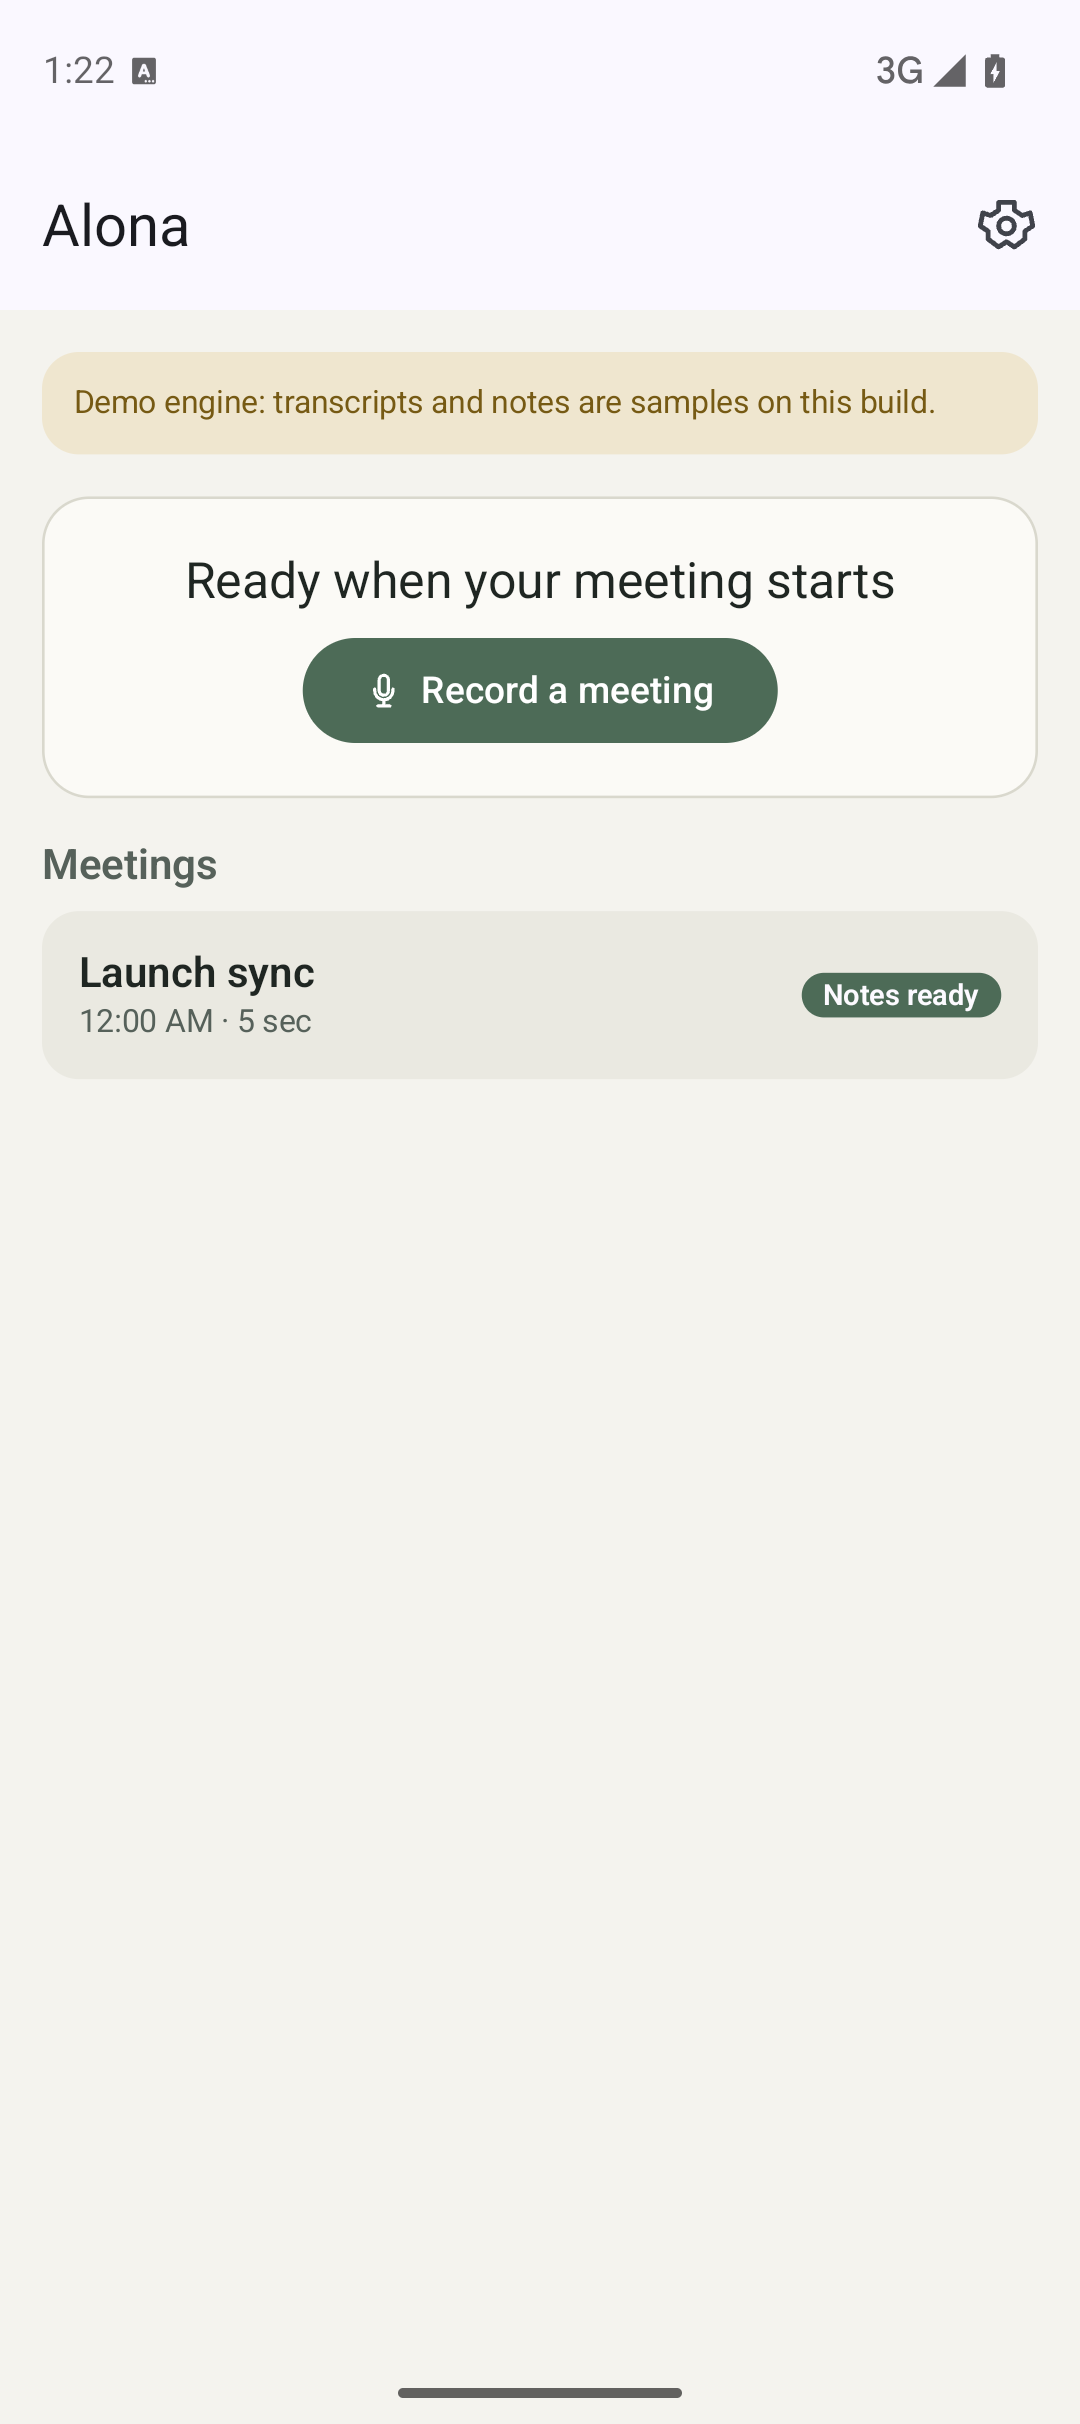 1:22
3G
Alona
Demo engine: transcripts and notes are samples on this build.
Ready when your meeting starts
Record a meeting
Meetings
Launch sync
12:00 AM · 5 sec
Notes ready